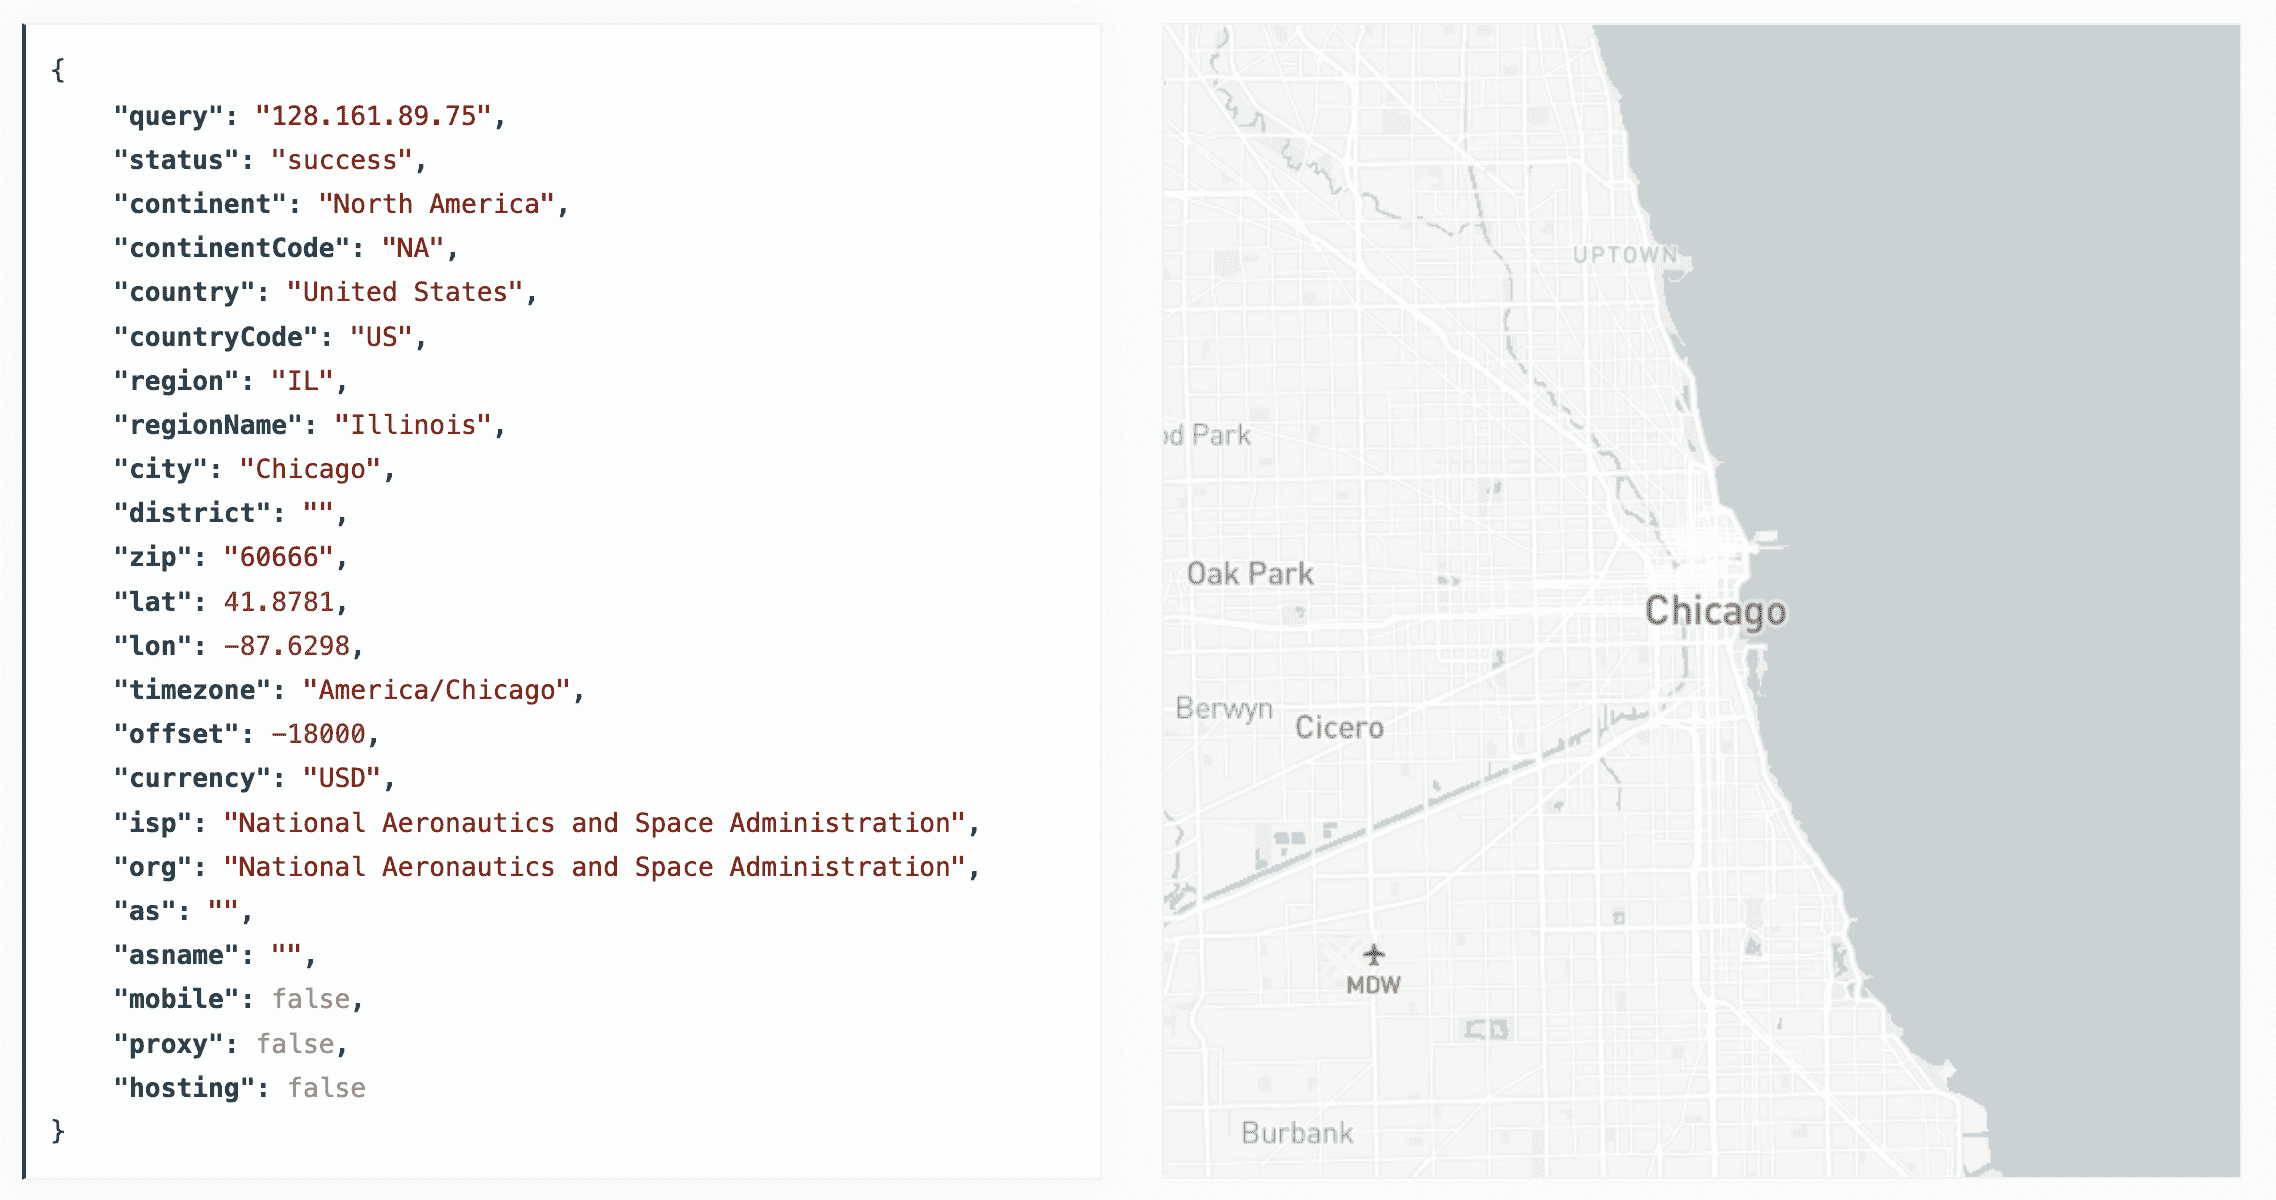 {
"query": "128.161.89.75",
"status": "success",
"continent": "North America",
"continentCode": "NA",
"country": "United States",
"countryCode": "US",
"region": "IL",
"regionName": "Illinois",
"city": "Chicago",
"district": "",
"zip": "60666",
"lat": 41.8781,
"lon": -87.6298,
"timezone": "America/Chicago",
"offset": -18000,
"currency": "USD",
"isp": "National Aeronautics and Space Administration",
"org": "National Aeronautics and Space Administration",
"as": "",
"asname": "",
"mobile": false,
"proxy": false,
"hosting": false
}
UPTOWN
od Park
Oak Park
Chicago
Berwyn
Cicero
MDW
Burbank